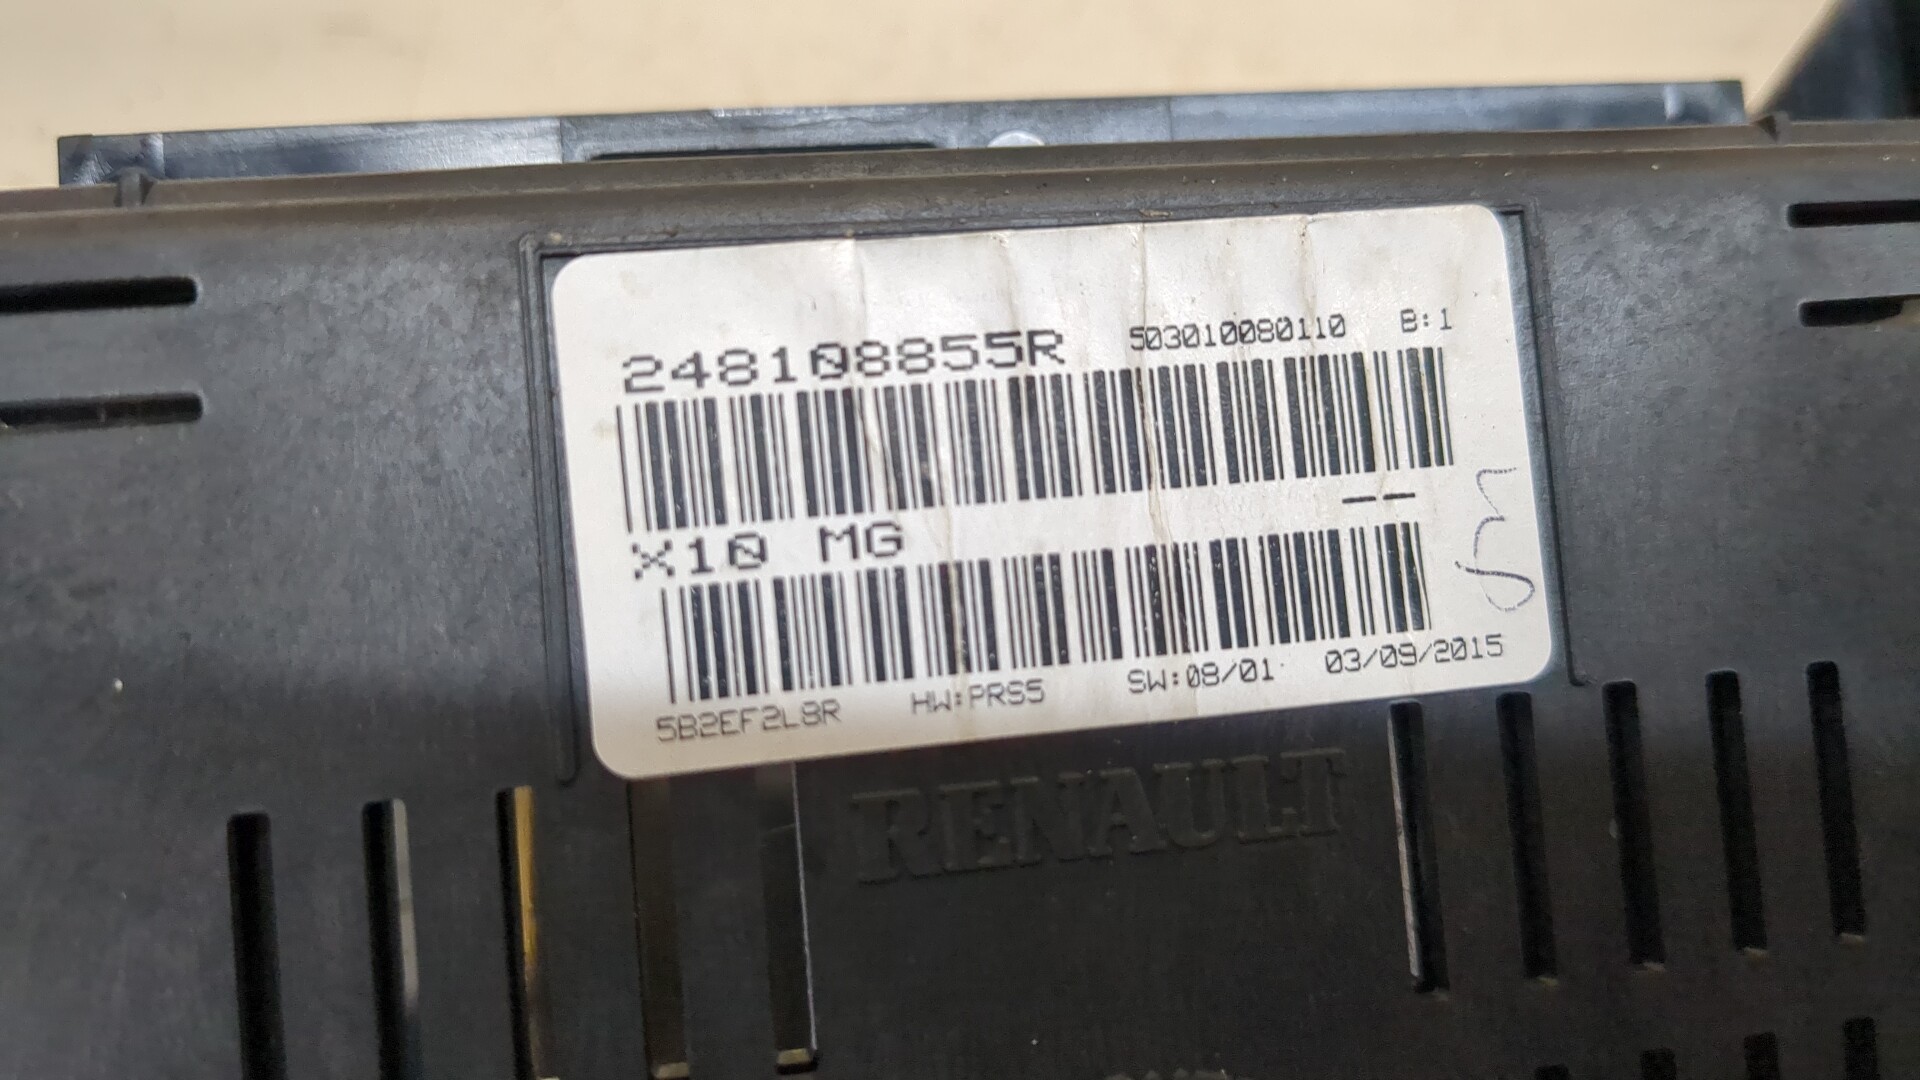 248108855R 503010080110 B:1
X10 MG --
5B2EF2L8R HW:PRS5 SW:08/01 03/09/2015
RENAULT